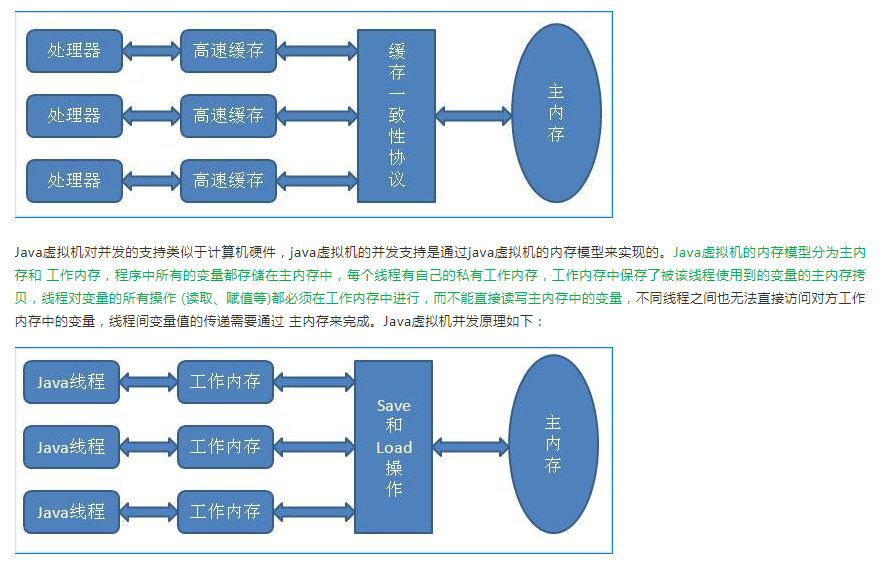 处理器
高速缓存
处理器
高速缓存
处理器
高速缓存
缓存一致性协议
主内存
Java虚拟机对并发的支持类似于计算机硬件，java虚拟机的并发支持是通过java虚拟机的内存模型来实现的。Java虚拟机的内存模型分为主内
存和 工作内存，程序中所有的变量都存储在主内存中，每个线程有自己的私有工作内存，工作内存中保存了被该线程使用到的变量的主内存拷
贝，线程对变量的所有操作 (读取、赋值等)都必须在工作内存中进行，而不能直接读写主内存中的变量，不同线程之间也无法直接访问对方工作
内存中的变量，线程间变量值的传递需要通过 主内存来完成。Java虚拟机并发原理如下：
Java线程
工作内存
Java线程
工作内存
Java线程
工作内存
Save
和
Load
操
作
主内存